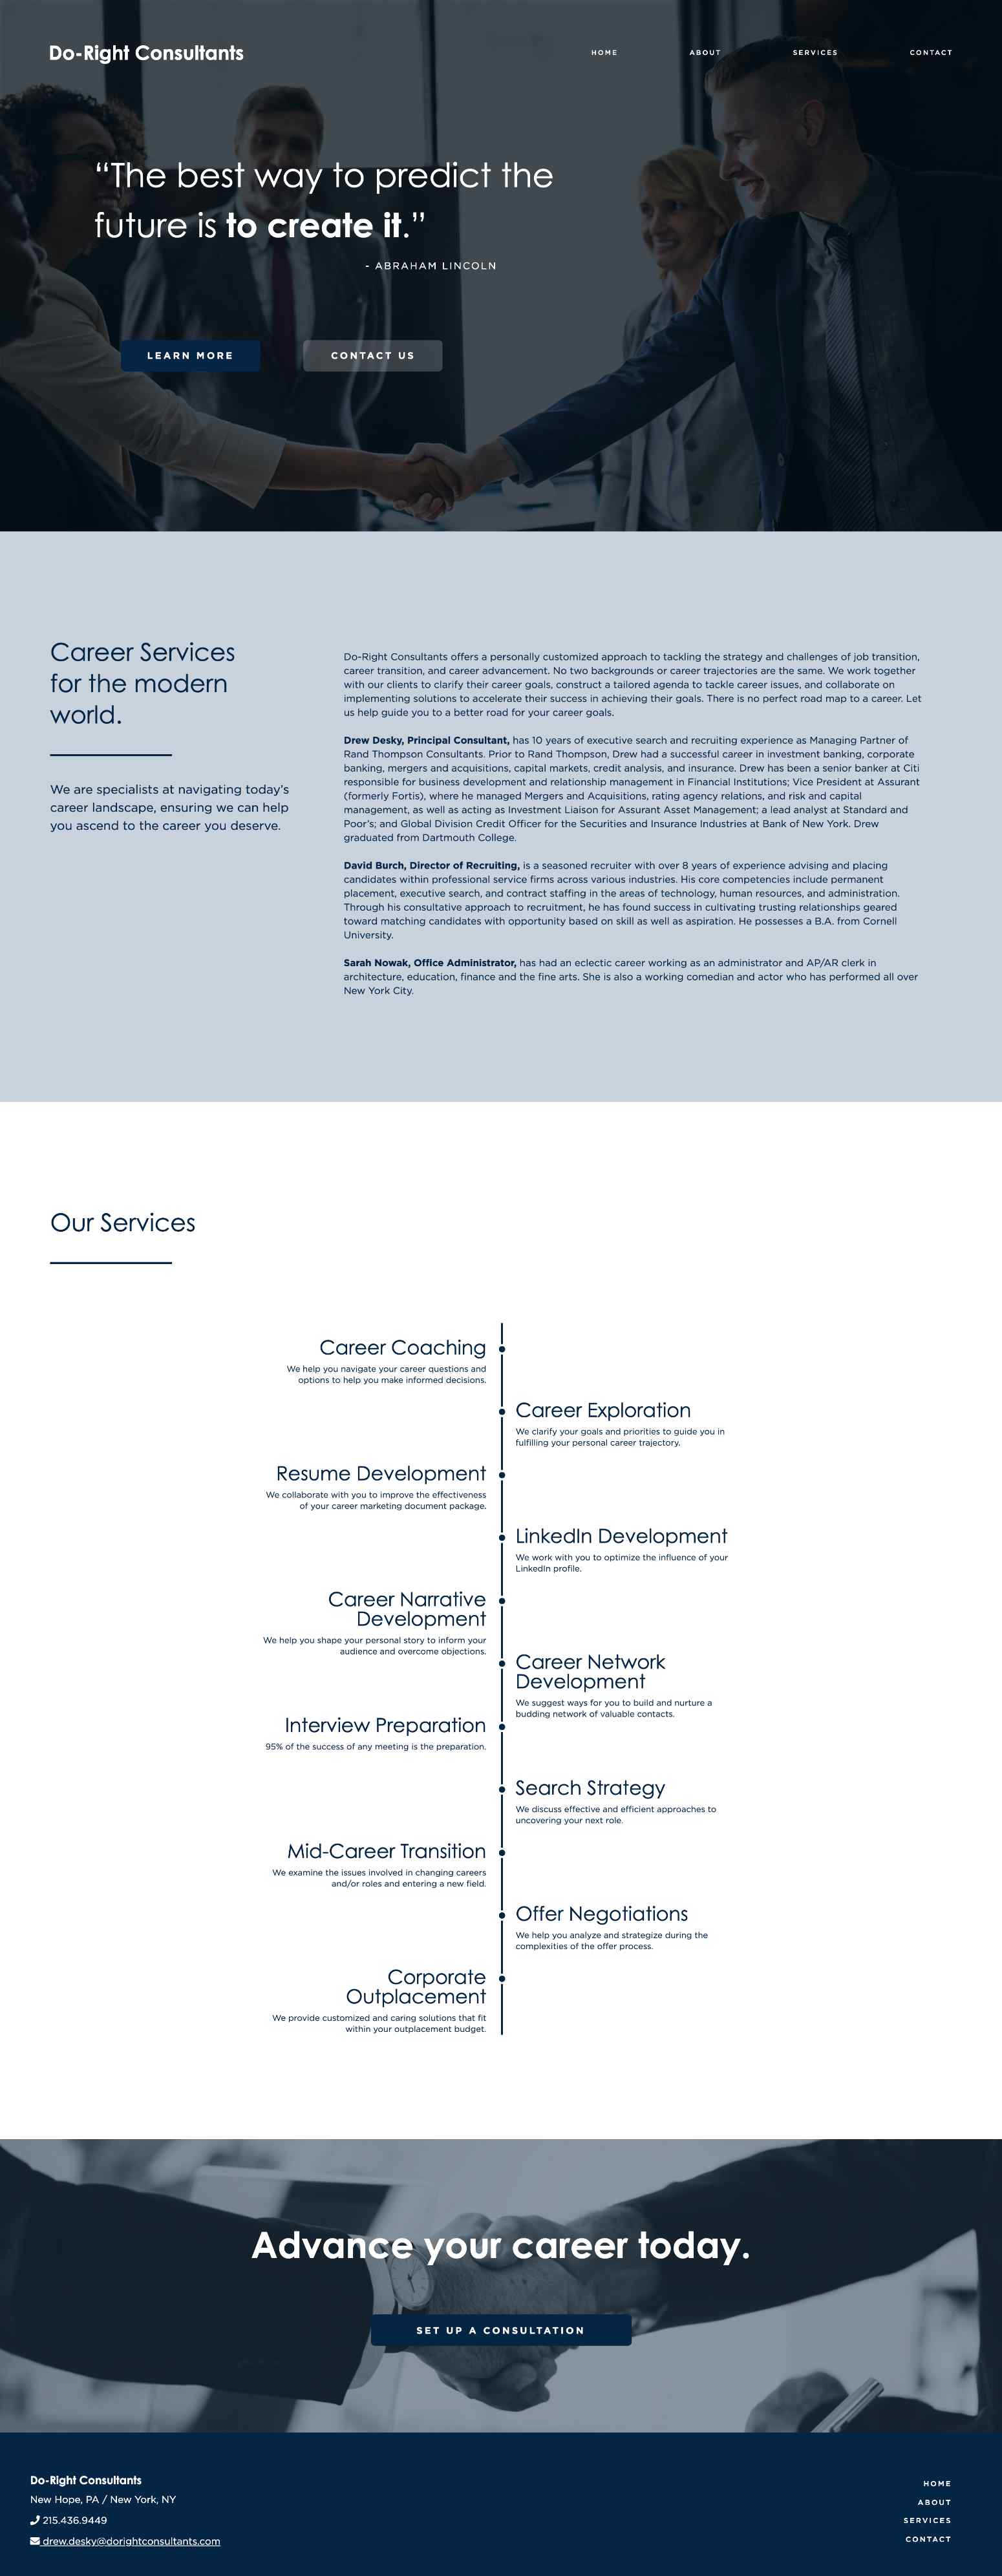 Do-Right Consultants
HOME
ABOUT
SERVICES
CONTACT
“The best way to predict the
future is to create it.”
- ABRAHAM LINCOLN
LEARN MORE
CONTACT US
Career Services
for the modern
world.
We are specialists at navigating today’s
career landscape, ensuring we can help
you ascend to the career you deserve.
Do-Right Consultants offers a personally customized approach to tackling the strategy and challenges of job transition,
career transition, and career advancement. No two backgrounds or career trajectories are the same. We work together
with our clients to clarify their career goals, construct a tailored agenda to tackle career issues, and collaborate on
implementing solutions to accelerate their success in achieving their goals. There is no perfect road map to a career. Let
us help guide you to a better road for your career goals.
Drew Desky, Principal Consultant, has 10 years of executive search and recruiting experience as Managing Partner of
Rand Thompson Consultants. Prior to Rand Thompson, Drew had a successful career in investment banking, corporate
banking, mergers and acquisitions, capital markets, credit analysis, and insurance. Drew has been a senior banker at Citi
responsible for business development and relationship management in Financial Institutions; Vice President at Assurant
(formerly Fortis), where he managed Mergers and Acquisitions, rating agency relations, and risk and capital
management, as well as acting as Investment Liaison for Assurant Asset Management; a lead analyst at Standard and
Poor’s; and Global Division Credit Officer for the Securities and Insurance Industries at Bank of New York. Drew
graduated from Dartmouth College.
David Burch, Director of Recruiting, is a seasoned recruiter with over 8 years of experience advising and placing
candidates within professional service firms across various industries. His core competencies include permanent
placement, executive search, and contract staffing in the areas of technology, human resources, and administration.
Through his consultative approach to recruitment, he has found success in cultivating trusting relationships geared
toward matching candidates with opportunity based on skill as well as aspiration. He possesses a B.A. from Cornell
University.
Sarah Nowak, Office Administrator, has had an eclectic career working as an administrator and AP/AR clerk in
architecture, education, finance and the fine arts. She is also a working comedian and actor who has performed all over
New York City.
Our Services
Career Coaching
We help you navigate your career questions and
options to help you make informed decisions.
Career Exploration
We clarify your goals and priorities to guide you in
fulfilling your personal career trajectory.
Resume Development
We collaborate with you to improve the effectiveness
of your career marketing document package.
LinkedIn Development
We work with you to optimize the influence of your
LinkedIn profile.
Career Narrative
Development
We help you shape your personal story to inform your
audience and overcome objections.
Career Network
Development
We suggest ways for you to build and nurture a
budding network of valuable contacts.
Interview Preparation
95% of the success of any meeting is the preparation.
Search Strategy
We discuss effective and efficient approaches to
uncovering your next role.
Mid-Career Transition
We examine the issues involved in changing careers
and/or roles and entering a new field.
Offer Negotiations
We help you analyze and strategize during the
complexities of the offer process.
Corporate
Outplacement
We provide customized and caring solutions that fit
within your outplacement budget.
Advance your career today.
SET UP A CONSULTATION
Do-Right Consultants
New Hope, PA / New York, NY
215.436.9449
drew.desky@dorightconsultants.com
HOME
ABOUT
SERVICES
CONTACT